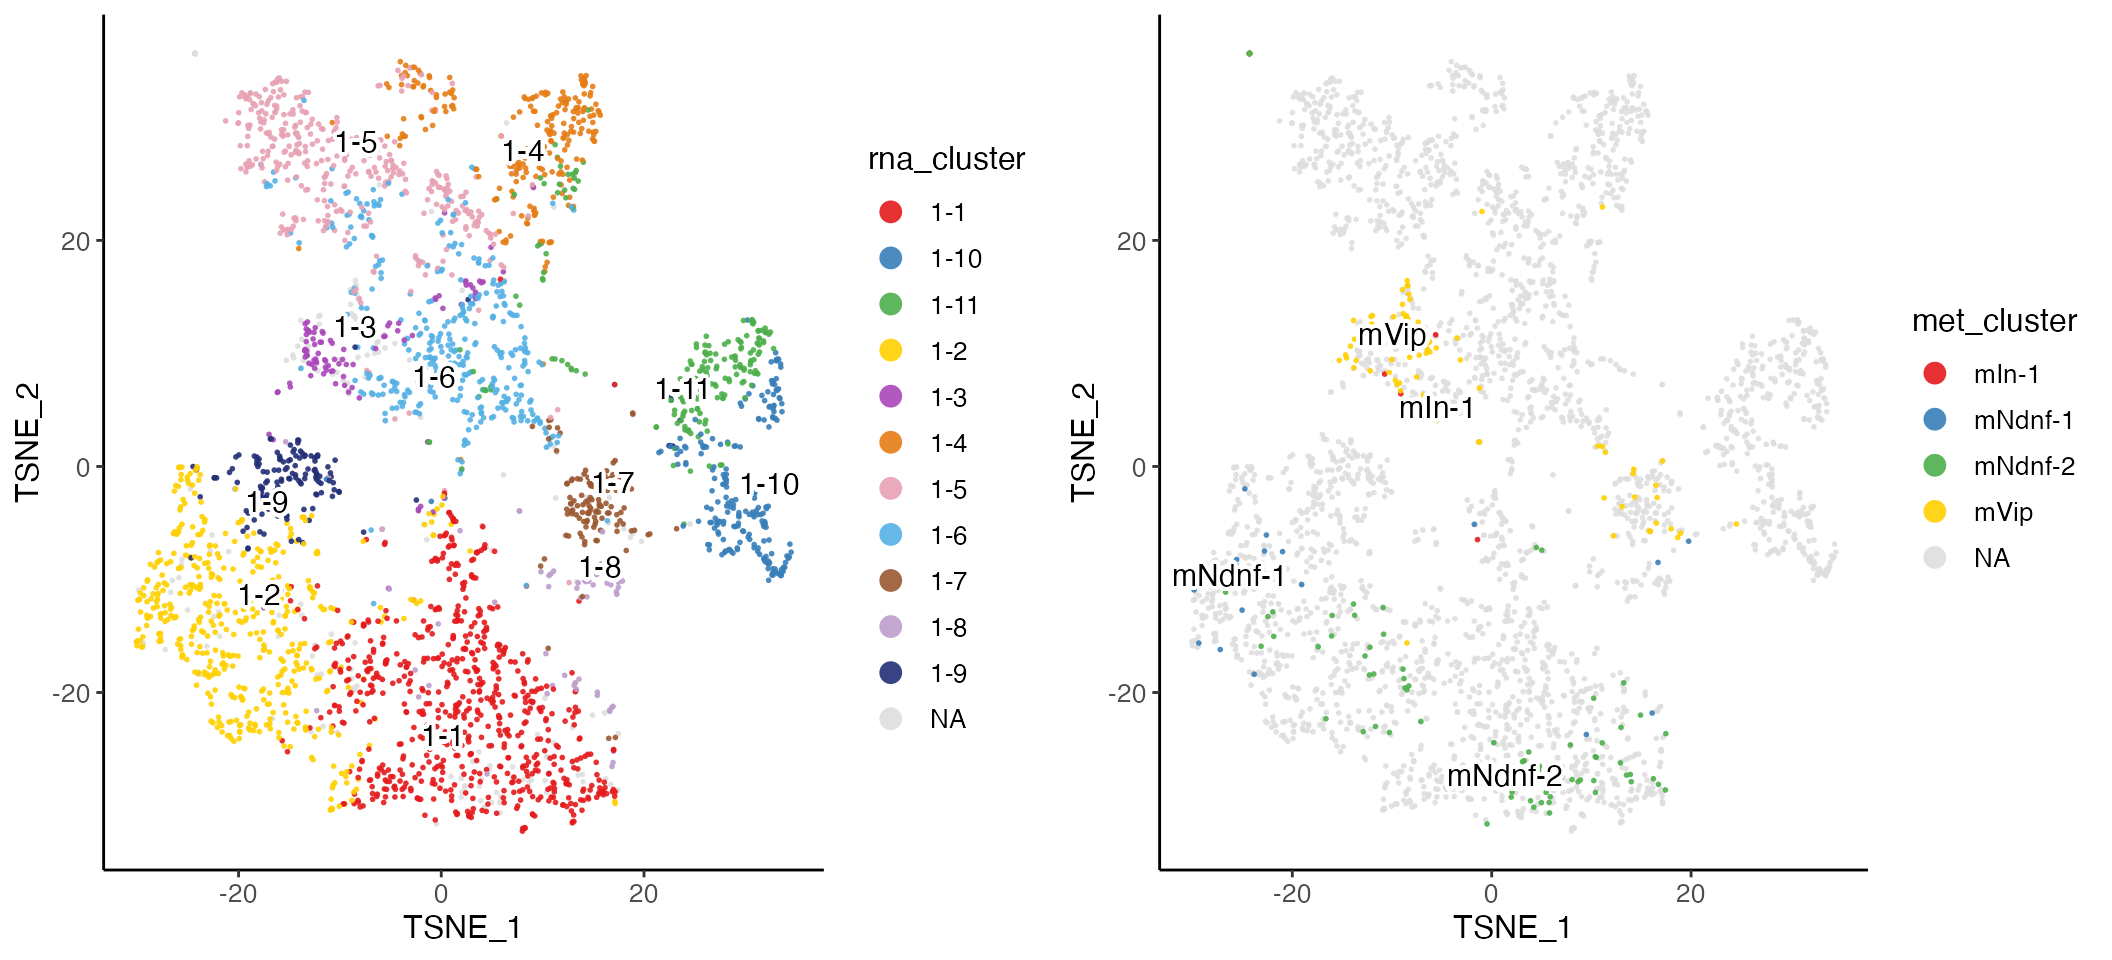 1-5
1-4
1-3
1-6
1-11
1-7
1-10
1-9
1-8
1-2
1-1
20
0
-20
-20
0
20
TSNE_1
TSNE_2
rna_cluster
1-1
1-10
1-11
1-2
1-3
1-4
1-5
1-6
1-7
1-8
1-9
NA
mVip
mIn-1
mNdnf-1
mNdnf-2
20
0
-20
-20
0
20
TSNE_1
TSNE_2
met_cluster
mIn-1
mNdnf-1
mNdnf-2
mVip
NA